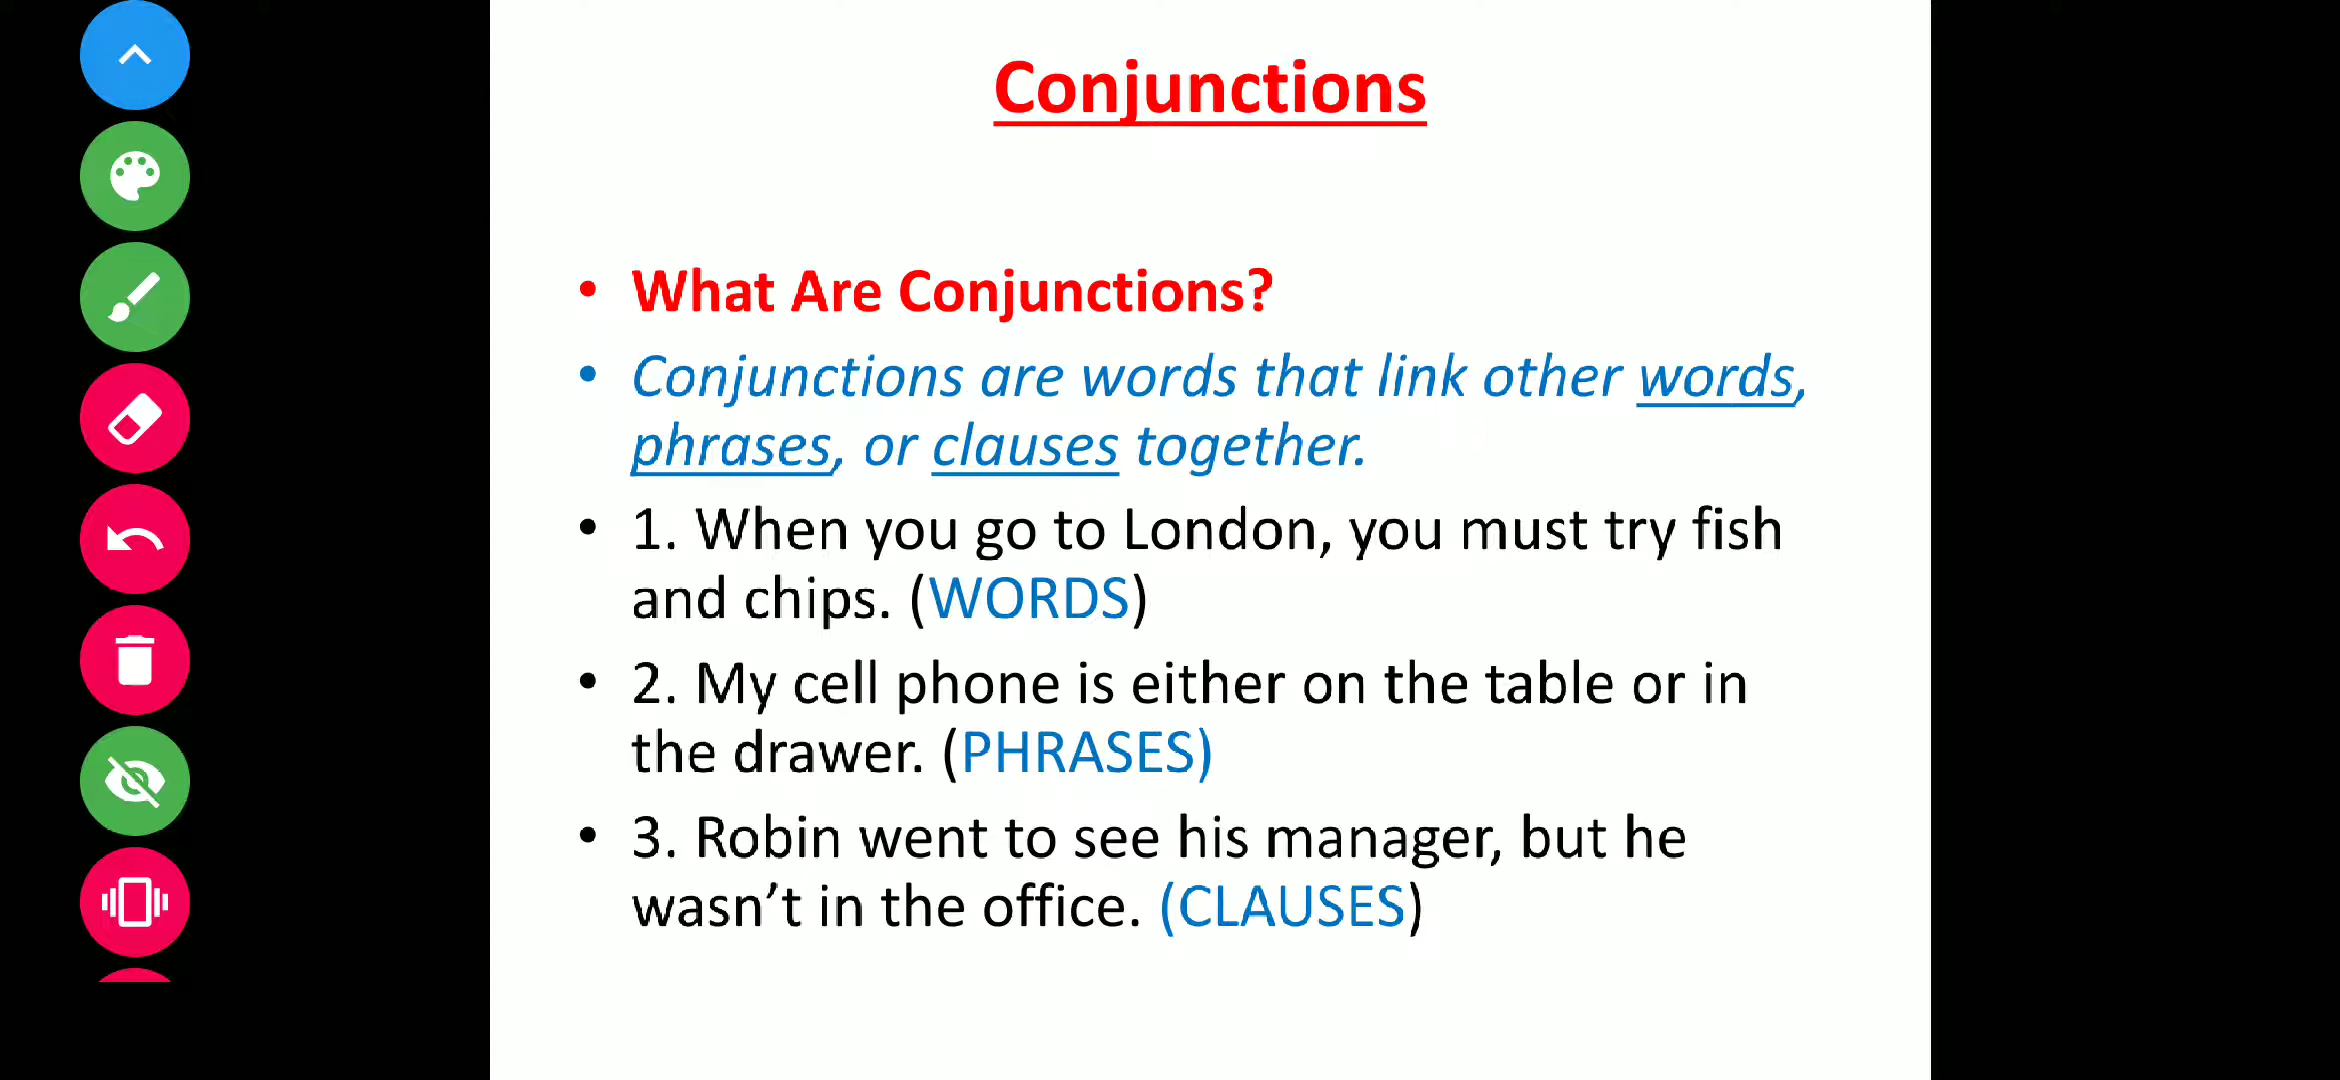 Conjunctions
• What Are Conjunctions?
• Conjunctions are words that link other words,
phrases, or clauses together.
• 1. When you go to London, you must try fish
and chips. (WORDS)
• 2. My cell phone is either on the table or in
the drawer. (PHRASES)
• 3. Robin went to see his manager, but he
wasn’t in the office. (CLAUSES)